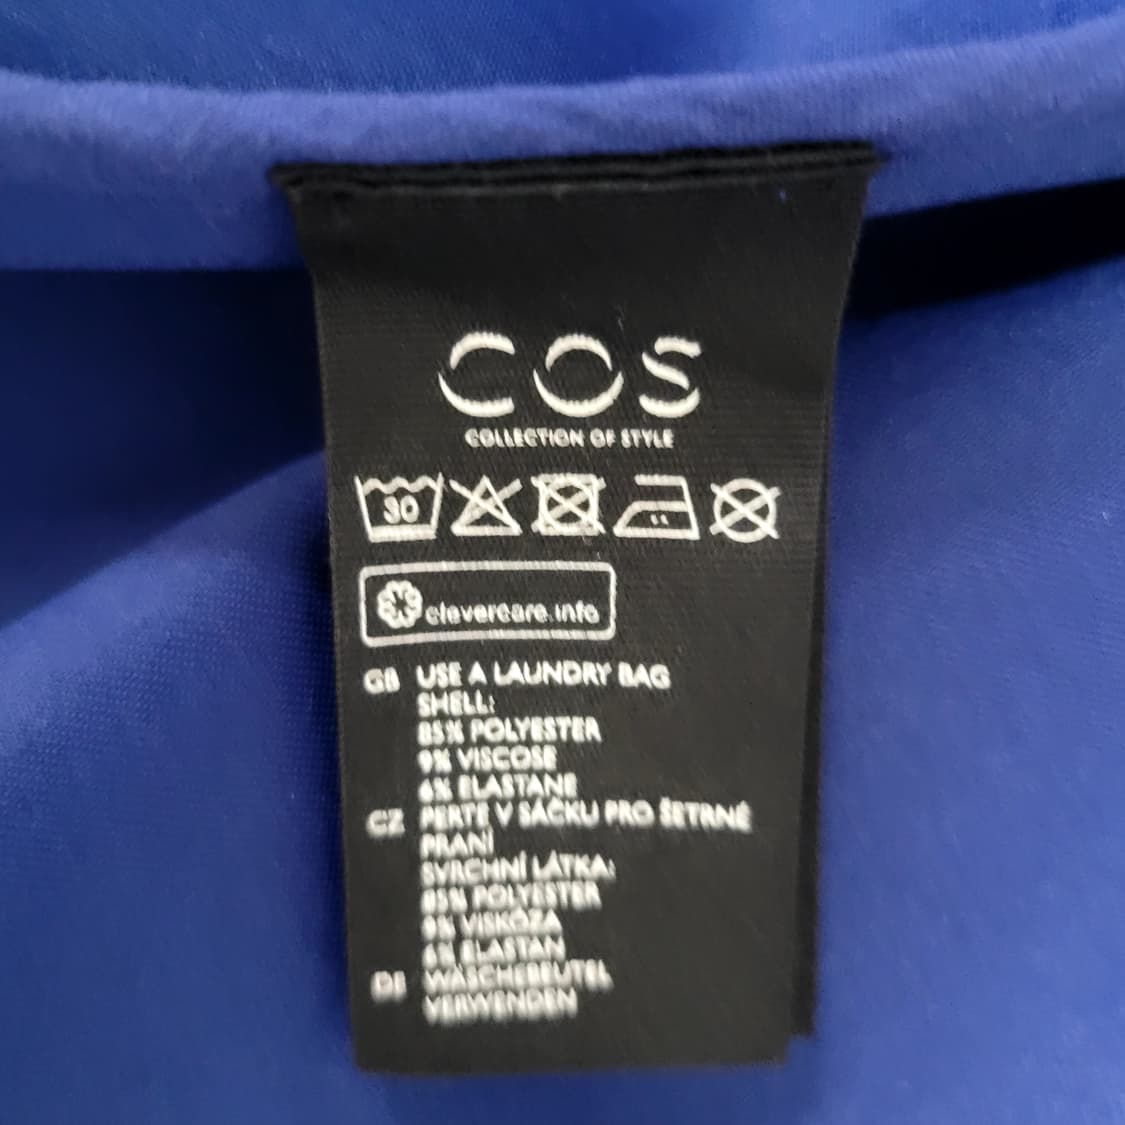 COS
COLLECTION OF STYLE
30
clevercare.info
GB USE A LAUNDRY BAG
SHELL:
85% POLYESTER
9% VISCOSE
6% ELASTANE
CZ PERTE V SÁČKU PRO ŠETRNÉ
PRANÍ
SVRCHNÍ LÁTKA:
85% POLYESTER
9% VISKÓZA
6% ELASTAN
DE WÄSCHEBEUTEL
VERWENDEN